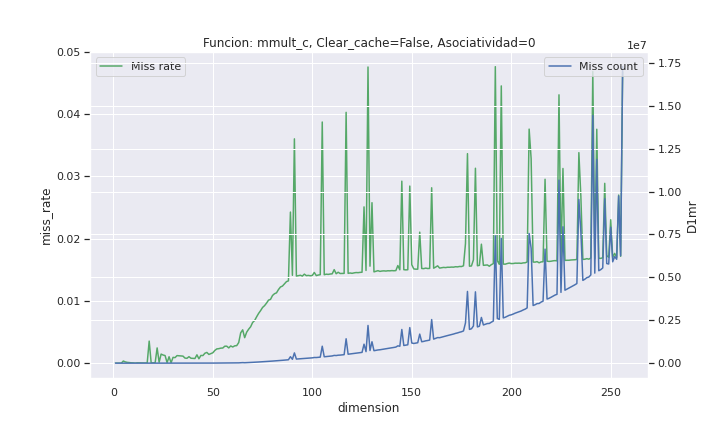 Funcion: mmult_c, Clear_cache=False, Asociatividad=0
1e7
0.05
0.04
0.03
0.02
0.01
0.00
miss_rate
Miss rate
Miss count
17.5
1.50
1.25
1.00
0.75
0.50
0.25
0.00
D1mr
0
50
100
150
200
250
dimension